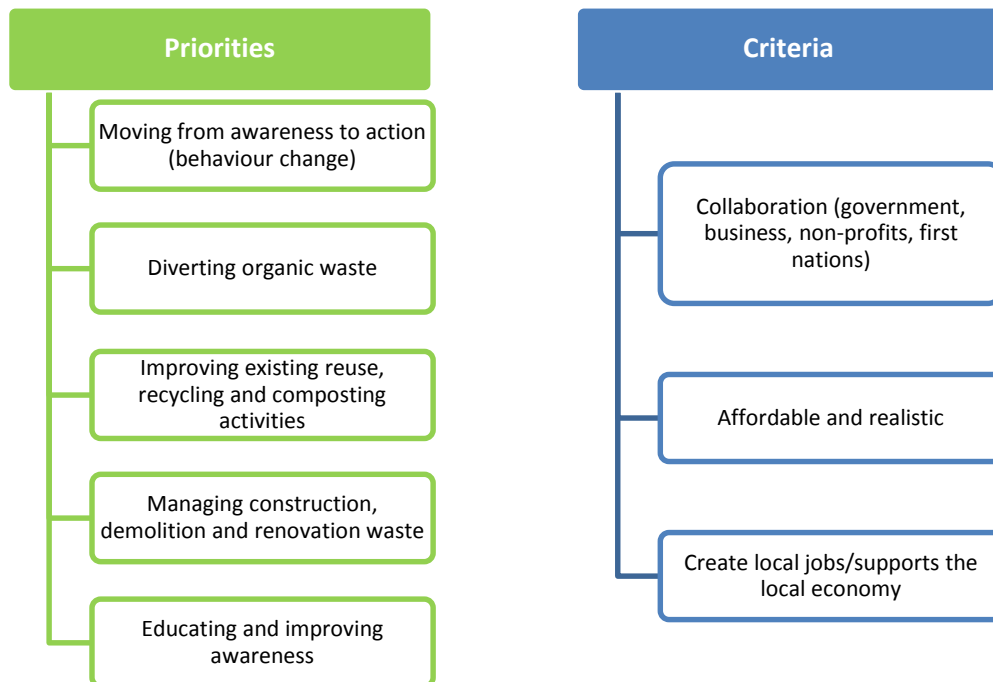 Priorities
Moving from awareness to action
(behaviour change)
Diverting organic waste
Improving existing reuse,
recycling and composting
activities
Managing construction,
demolition and renovation waste
Educating and improving
awareness
Criteria
Collaboration (government,
business, non-profits, first
nations)
Affordable and realistic
Create local jobs/supports the
local economy